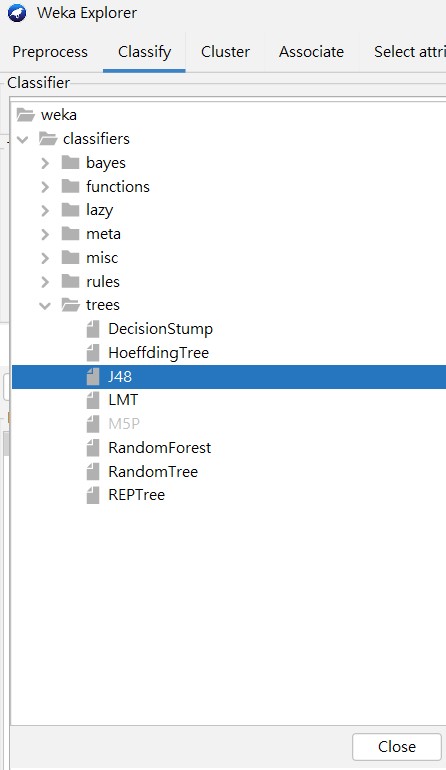 Weka Explorer
Preprocess Classify Cluster Associate Select attri
Classifier
weka
classifiers
bayes
functions
lazy
meta
misc
rules
trees
DecisionStump
HoeffdingTree
J48
LMT
M5P
RandomForest
RandomTree
REPTree
Close